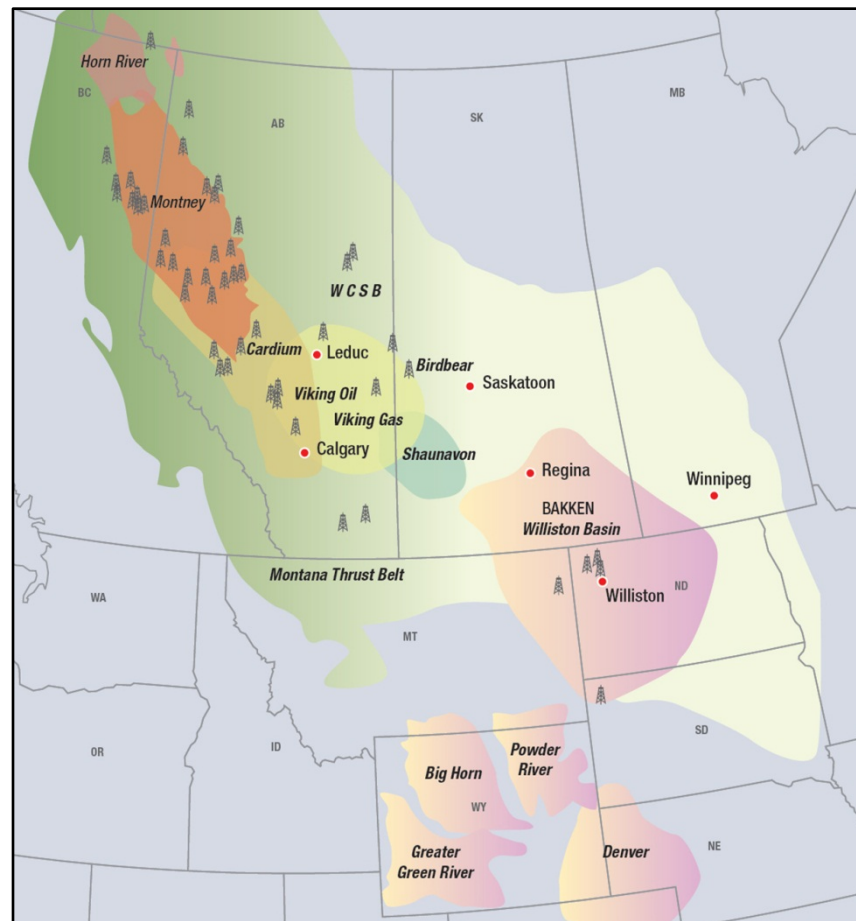 Horn River
BC
AB
SK
MB
Montney
W C S B
Cardium
Leduc
Birdbear
Saskatoon
Viking Oil
Viking Gas
Calgary
Shaunavon
Regina
Winnipeg
BAKKEN
Williston Basin
Montana Thrust Belt
Williston
ND
WA
MT
OR
ID
SD
Big Horn
Powder
River
WY
Greater
Green River
Denver
NE